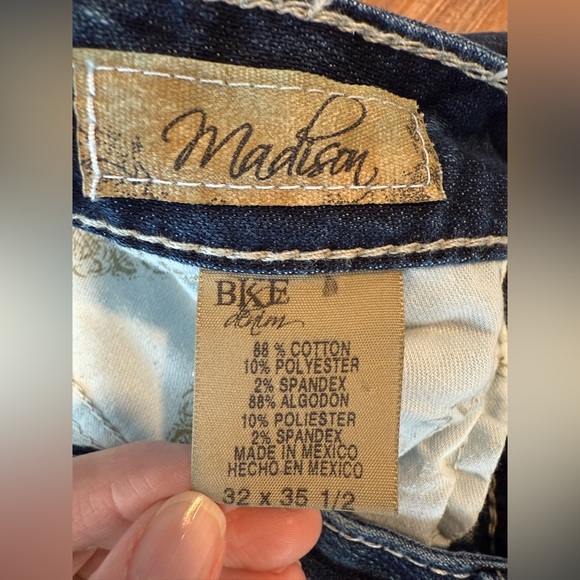 Madison
BKE
denim
88 % COTTON
10% POLYESTER
2% SPANDEX
88% ALGODON
10% POLIESTER
2% SPANDEX
MADE IN MEXICO
HECHO EN MEXICO
32 x 35 1/2